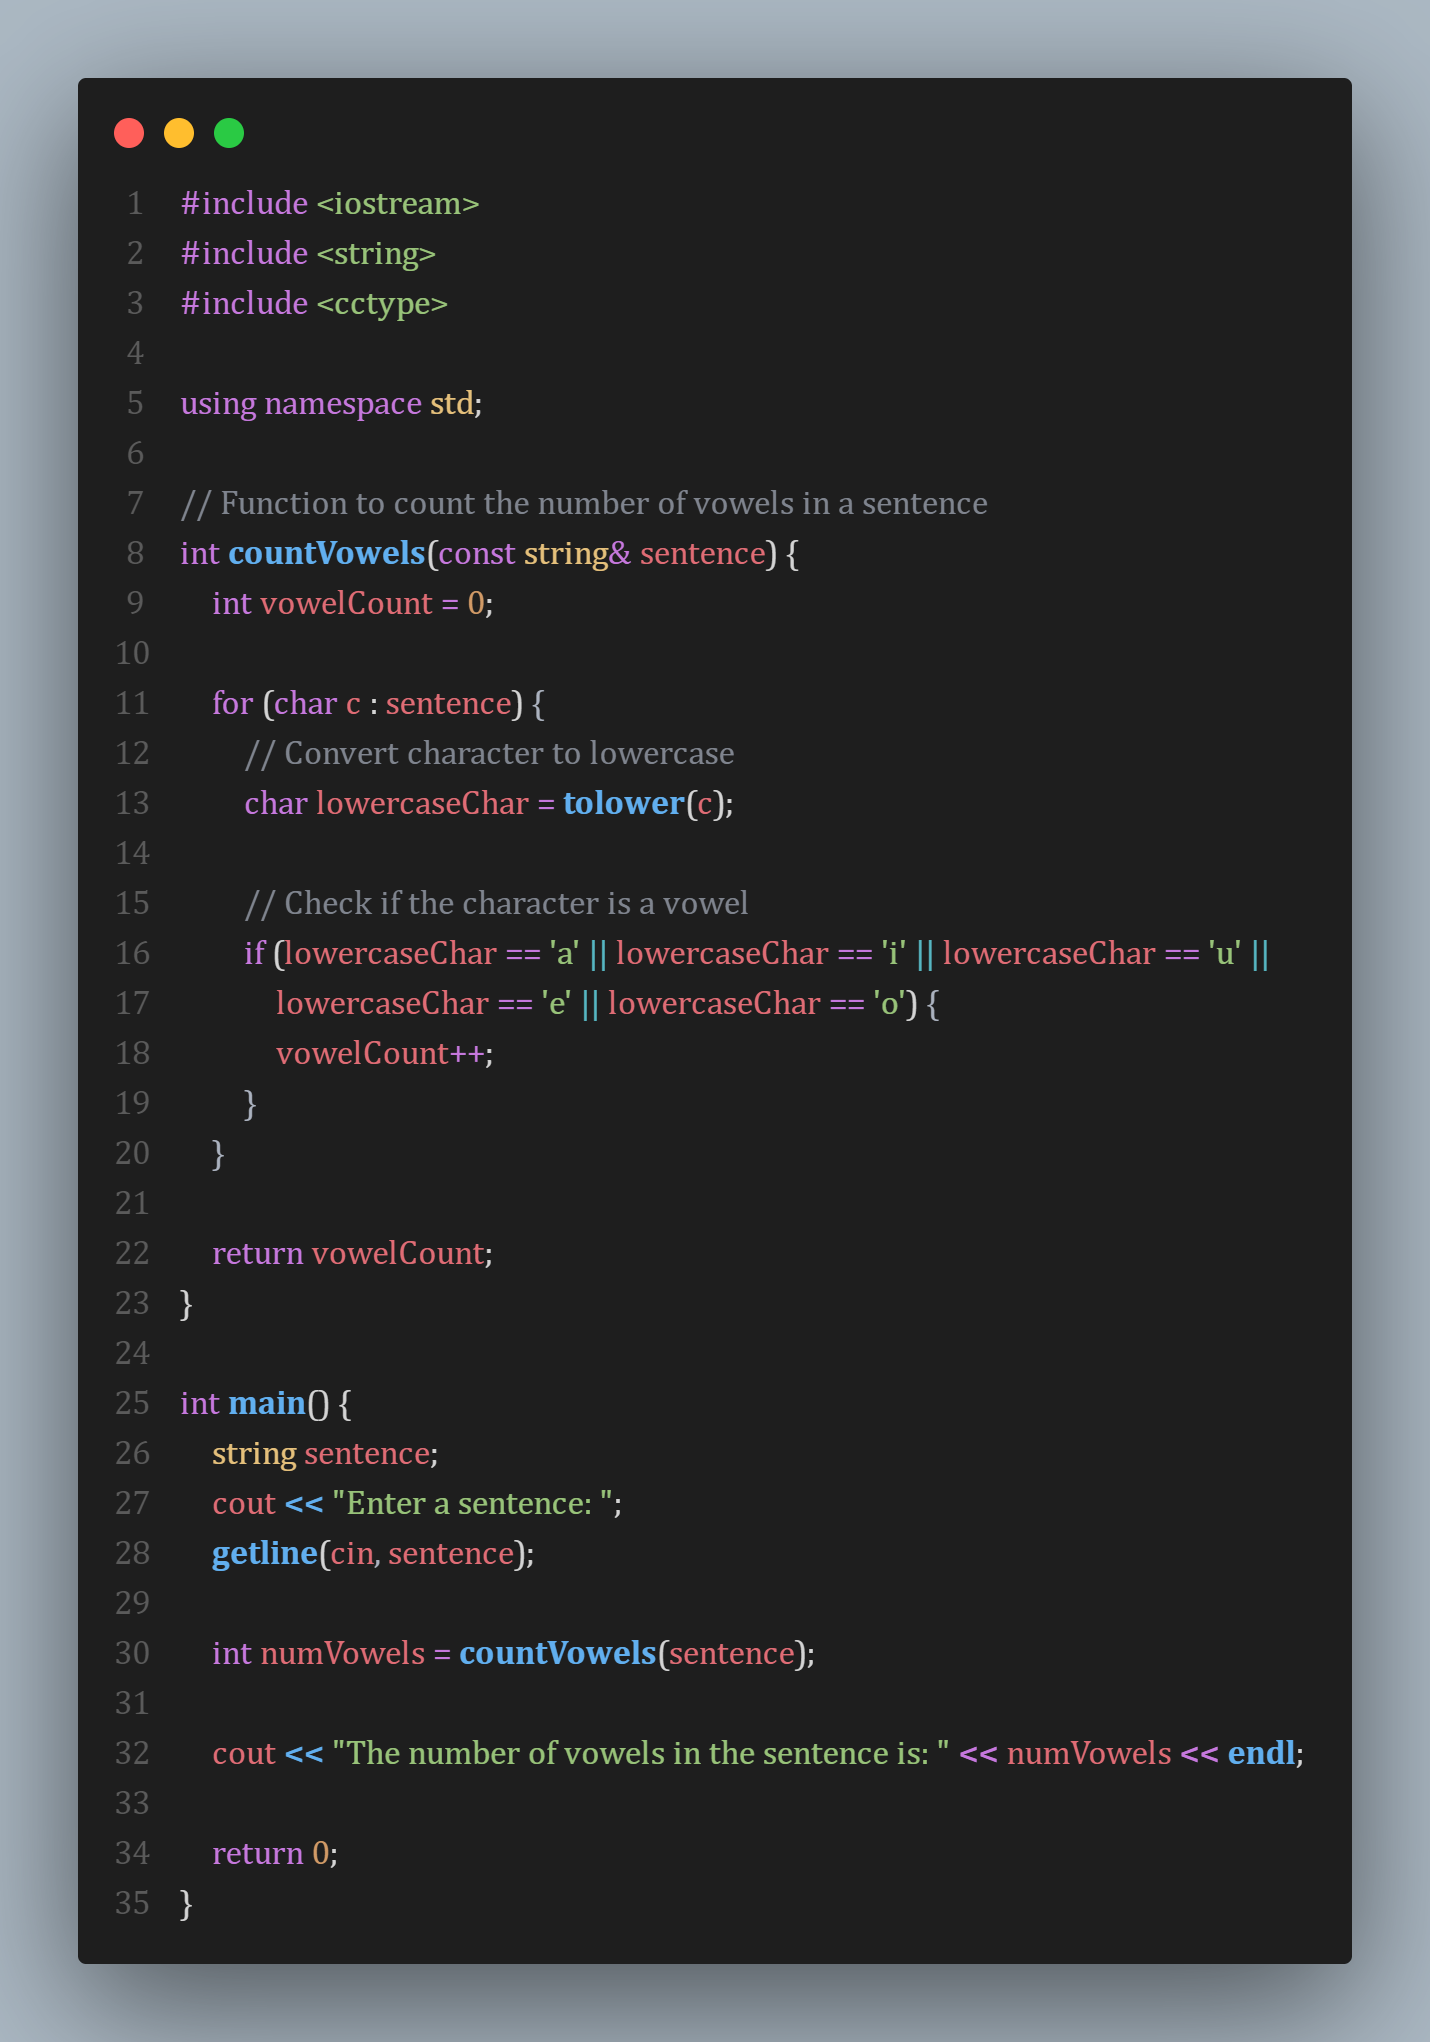 1 #include <iostream>
2 #include <string>
3 #include <cctype>
4
5 using namespace std;
6
7 // Function to count the number of vowels in a sentence
8 int countVowels(const string& sentence) {
9     int vowelCount = 0;
10
11     for (char c : sentence) {
12         // Convert character to lowercase
13         char lowercaseChar = tolower(c);
14
15         // Check if the character is a vowel
16         if (lowercaseChar == 'a' || lowercaseChar == 'i' || lowercaseChar == 'u' ||
17             lowercaseChar == 'e' || lowercaseChar == 'o') {
18             vowelCount++;
19         }
20     }
21
22     return vowelCount;
23 }
24
25 int main() {
26     string sentence;
27     cout << "Enter a sentence: ";
28     getline(cin, sentence);
29
30     int numVowels = countVowels(sentence);
31
32     cout << "The number of vowels in the sentence is: " << numVowels << endl;
33
34     return 0;
35 }